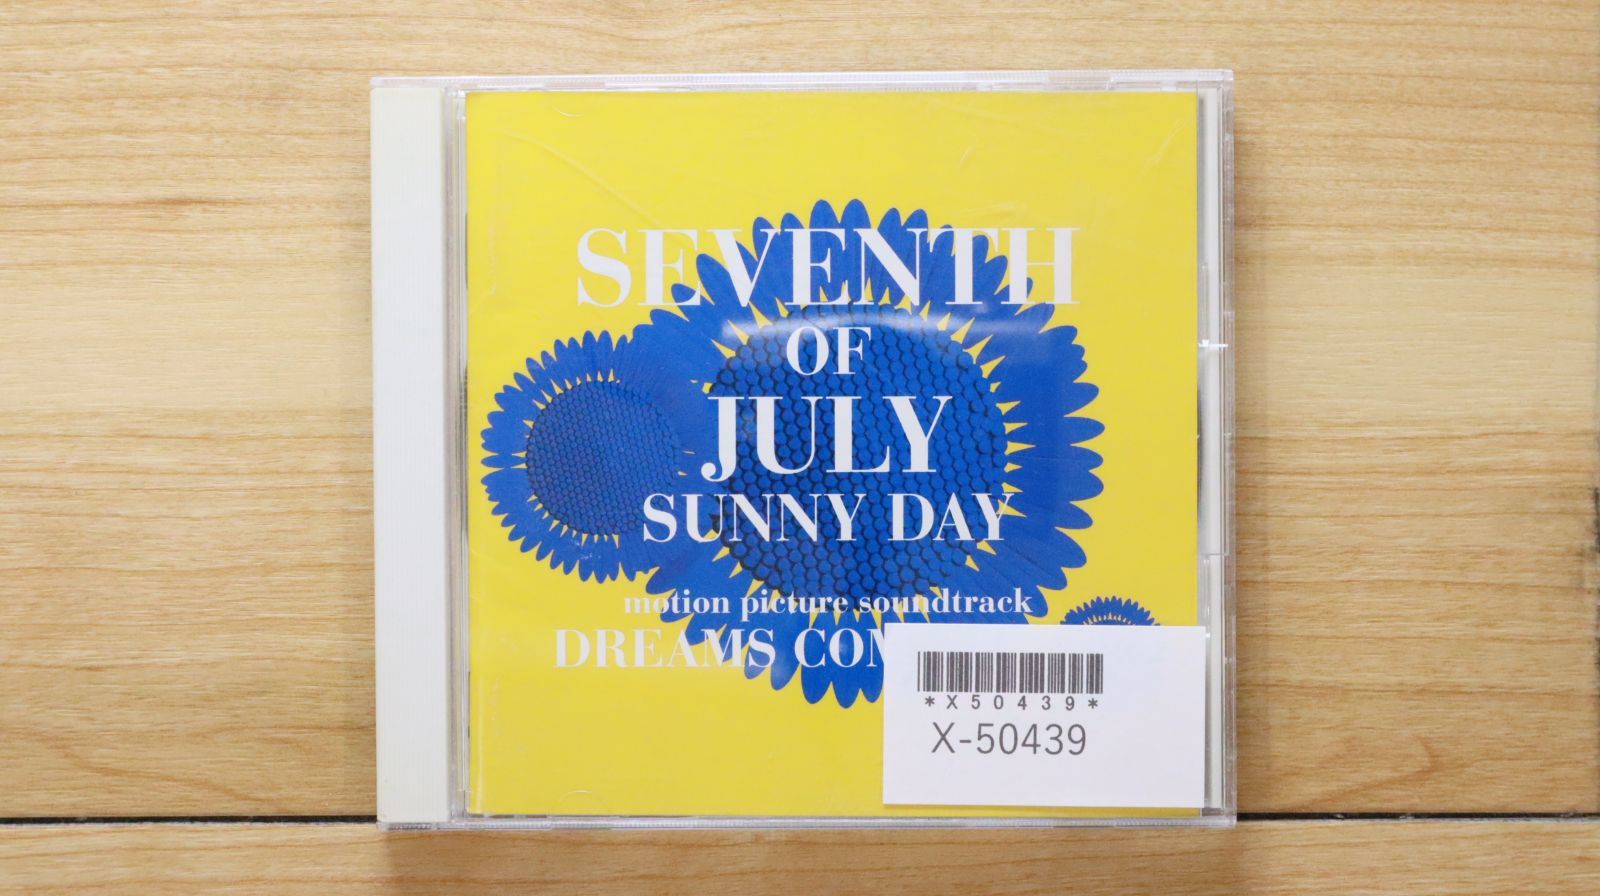 SEVENTH
OF
JULY
SUNNY DAY
motion picture soundtrack
DREAMS COM
*X50439*
X-50439